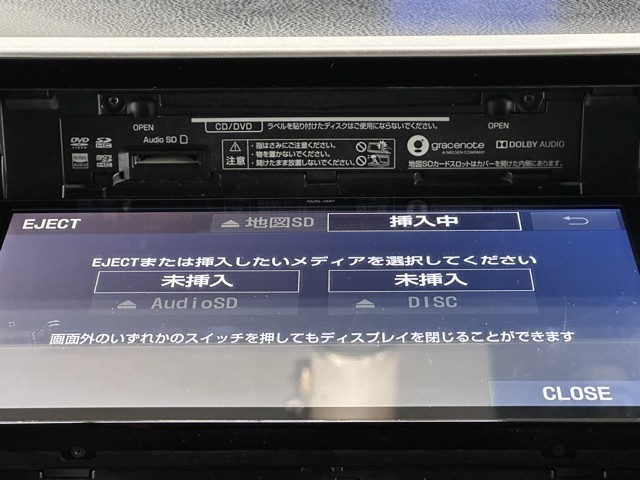 OPEN
CD/DVD
ラベルを貼り付けたディスクはご使用にならないでください。
OPEN
Audio SD
注意
・指はさみにご注意ください。
・物を置かないでください。
・開けたまま放置しないでください。
gracenote
A NIELSEN COMPANY
DOLBY AUDIO
地図SDカードスロットはカバーを開けた内側にあります。
EJECT
地図SD
挿入中
EJECTまたは挿入したいメディアを選択してください
未挿入
未挿入
AudioSD
DISC
画面外のいずれかのスイッチを押してもディスプレイを閉じることができます
CLOSE